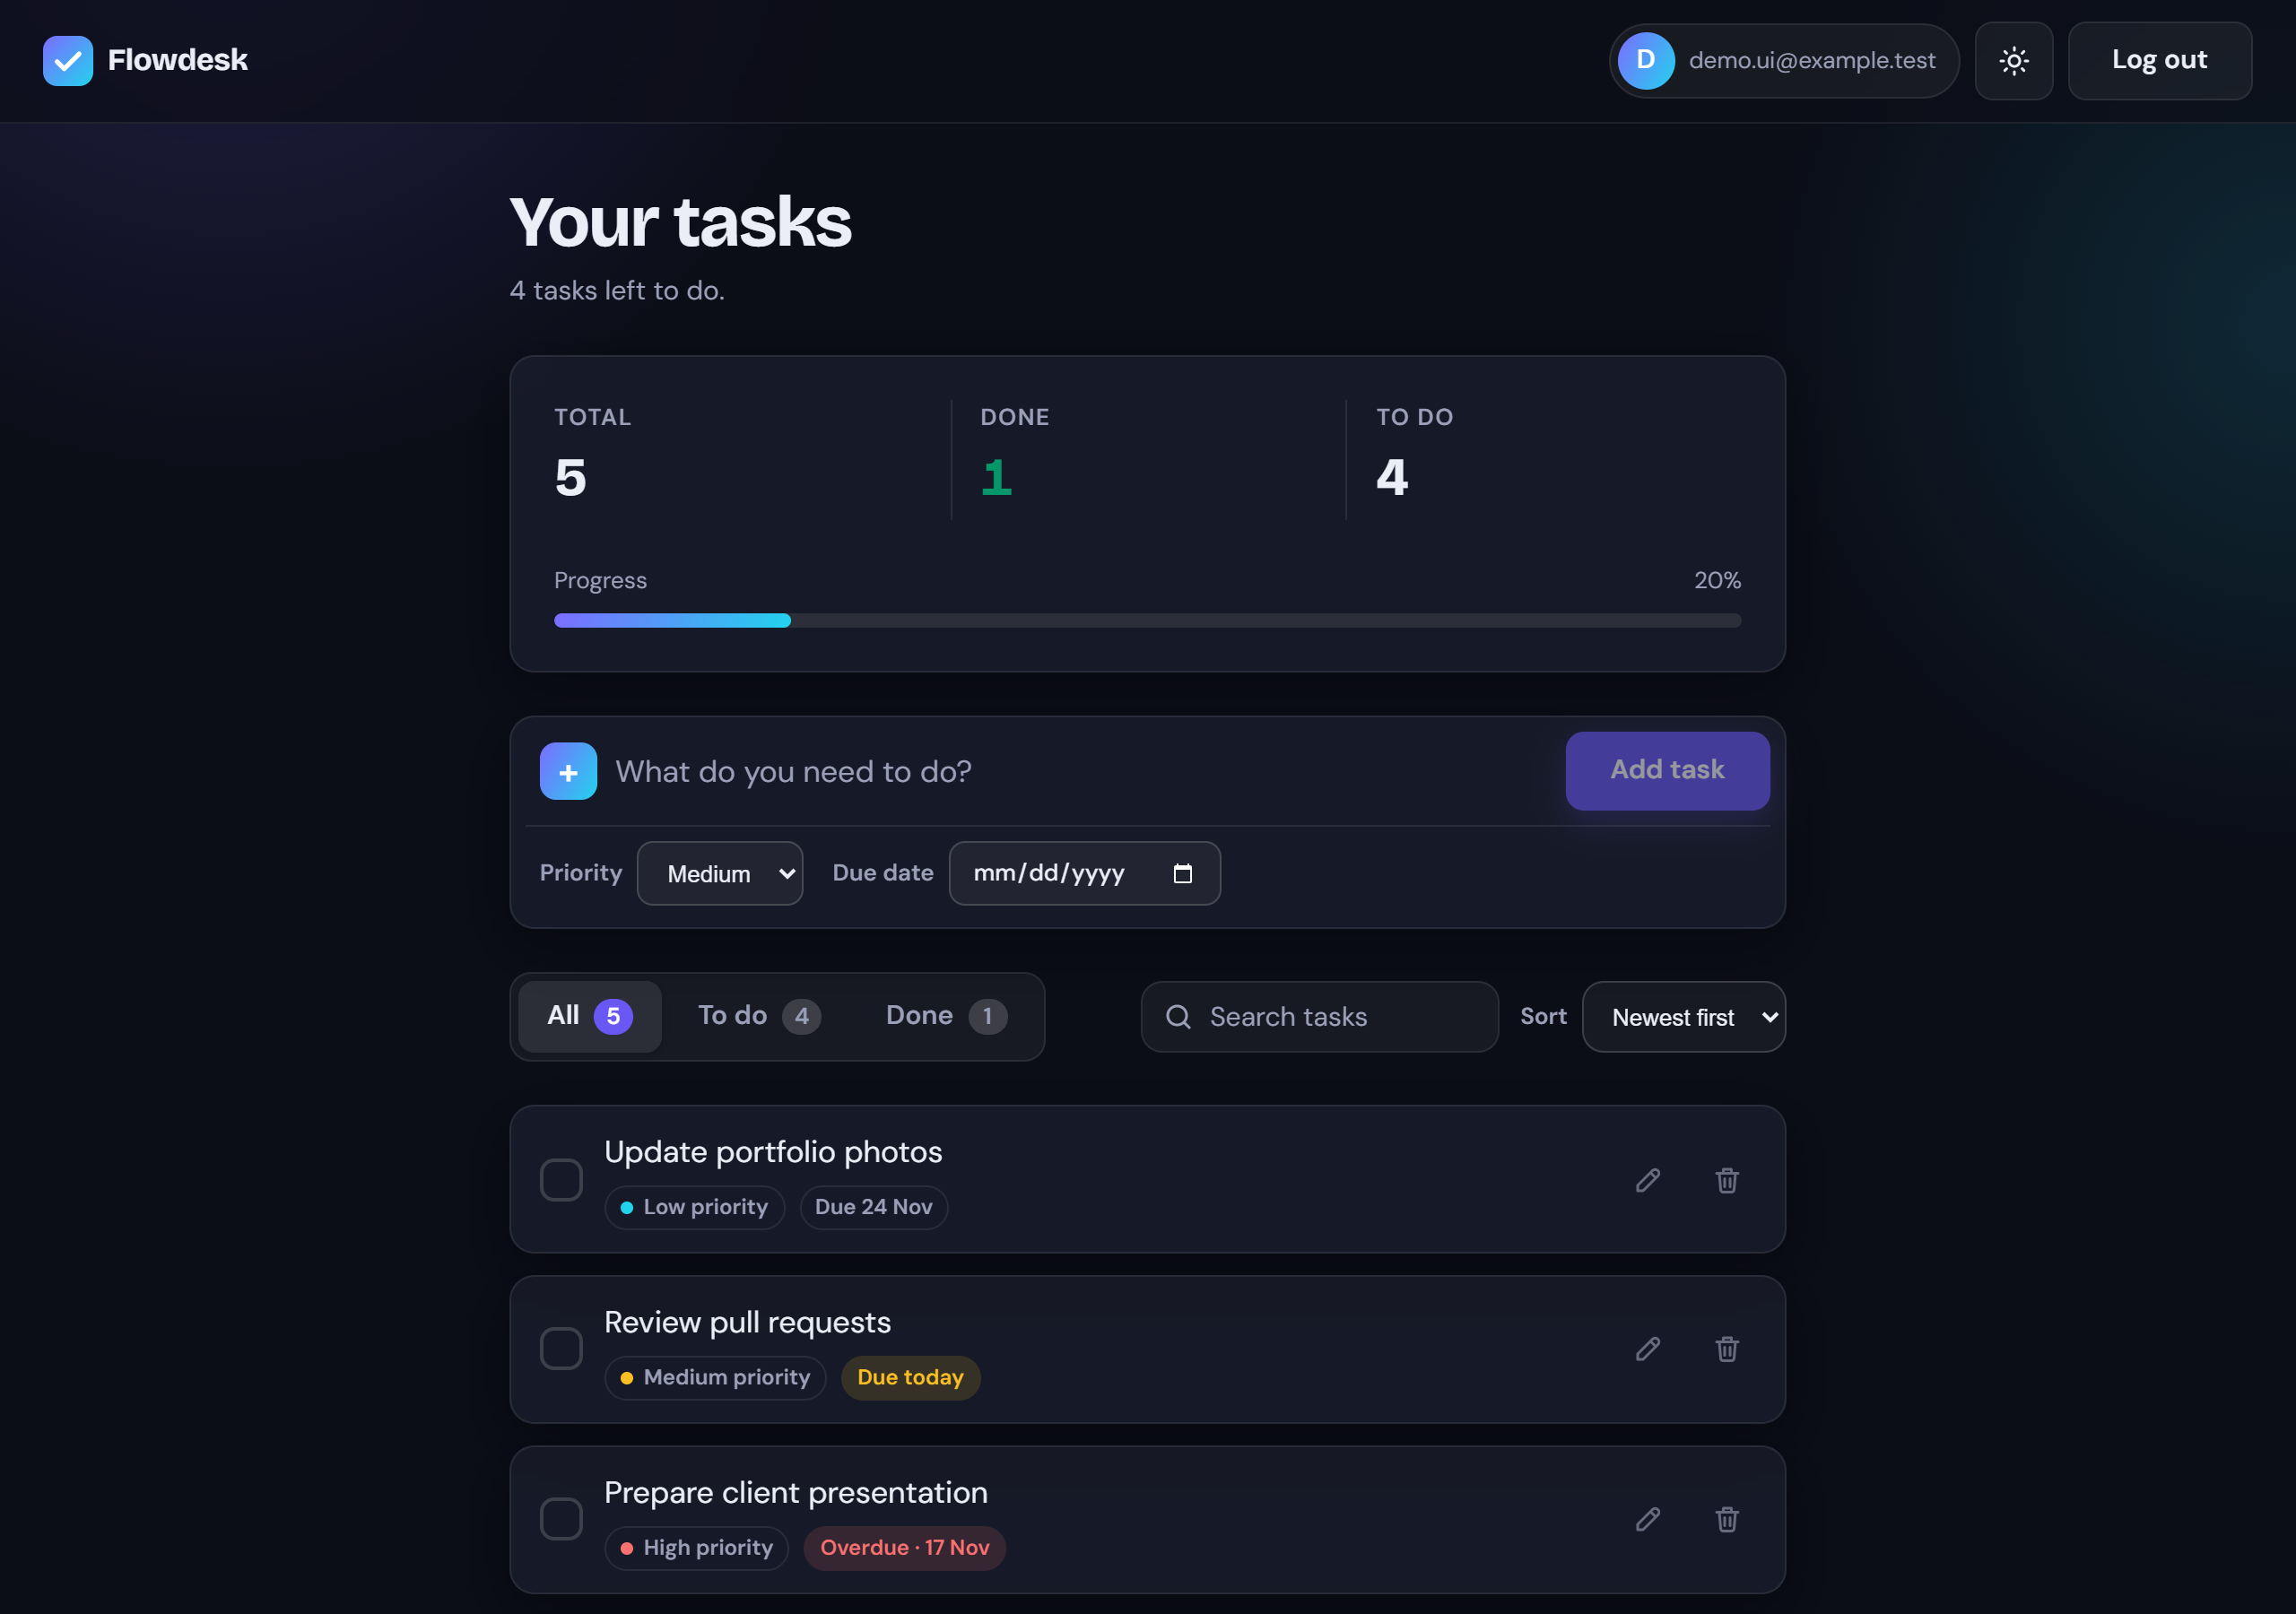 Flowdesk
D demo.ui@example.test
Log out
Your tasks
4 tasks left to do.
TOTAL DONE TO DO
5 1 4
Progress 20%
+ What do you need to do? Add task
Priority Medium Due date mm/dd/yyyy
All 5 To do 4 Done 1 Search tasks Sort Newest first
Update portfolio photos
Low priority Due 24 Nov
Review pull requests
Medium priority Due today
Prepare client presentation
High priority Overdue · 17 Nov